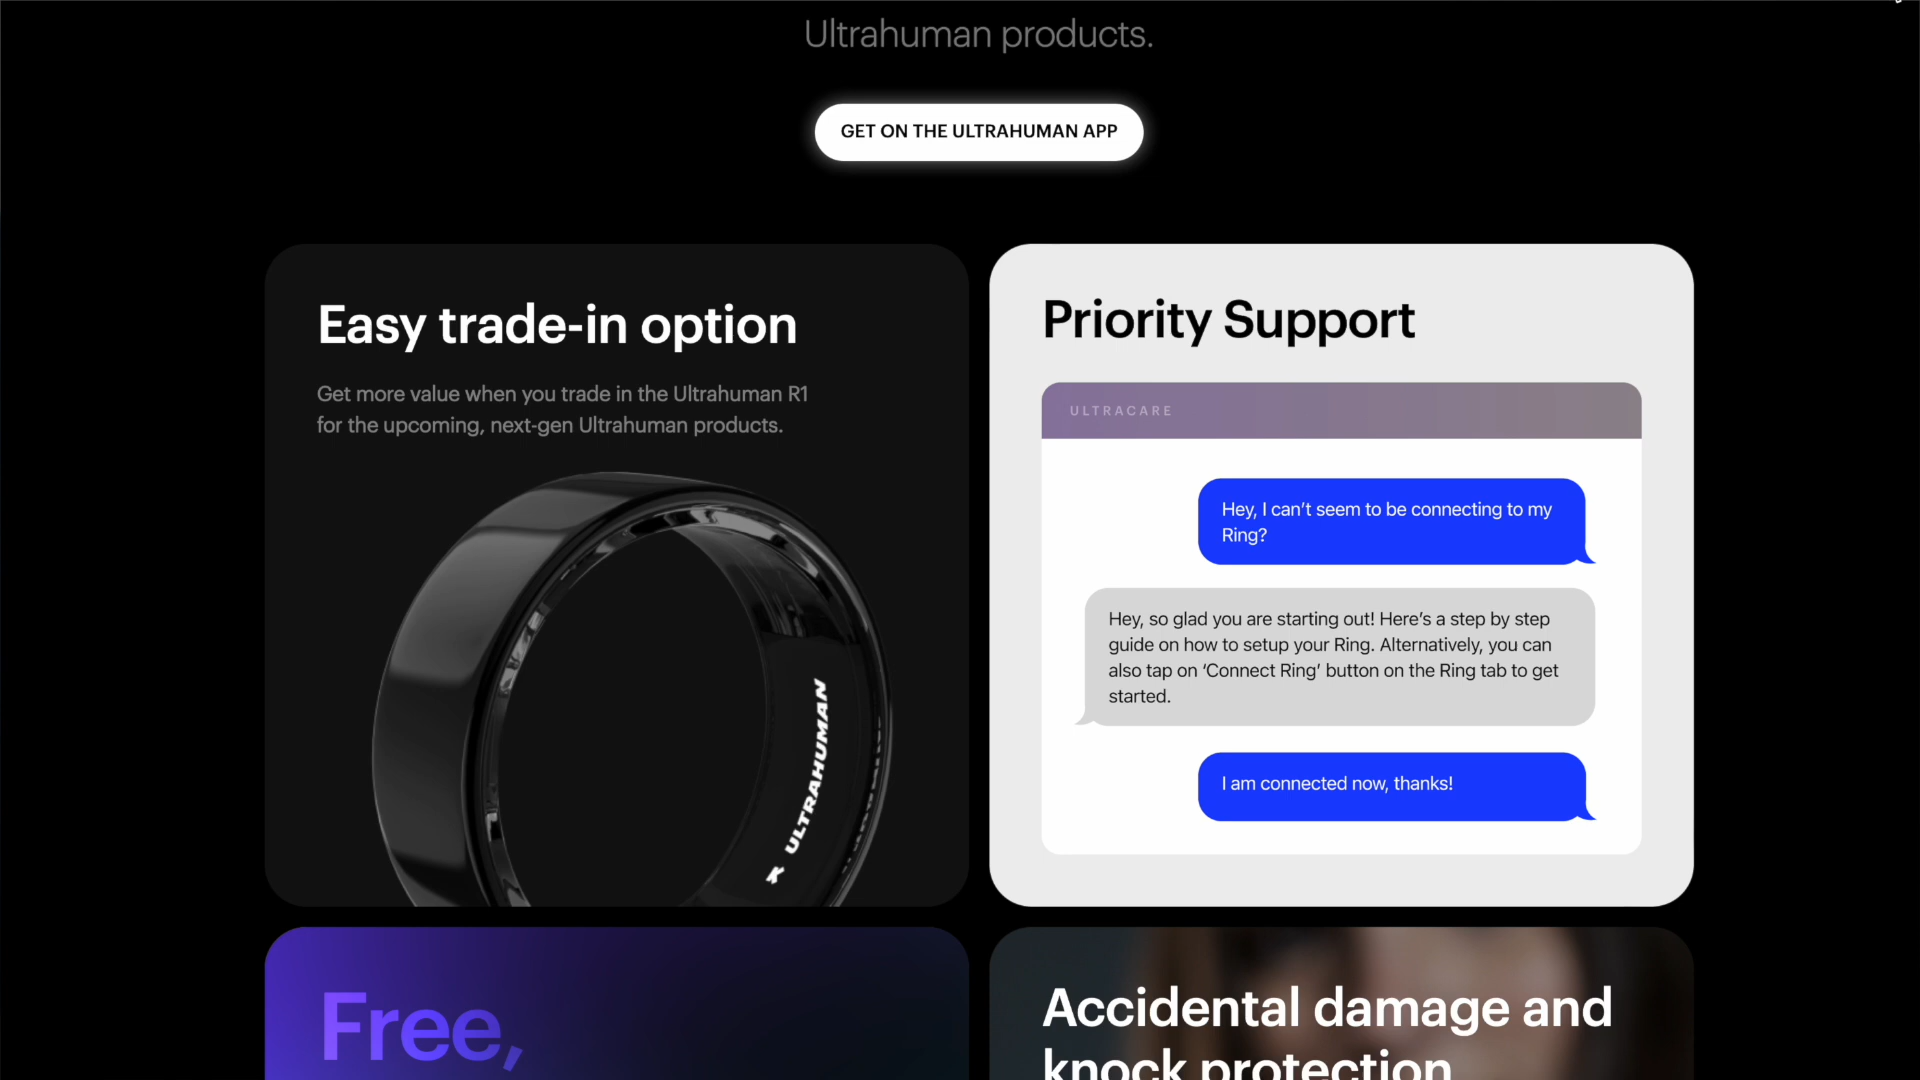 Ultrahuman products.
GET ON THE ULTRAHUMAN APP
Easy trade-in option
Get more value when you trade in the Ultrahuman R1
for the upcoming, next-gen Ultrahuman products.
ULTRAHUMAN
Priority Support
ULTRACARE
Hey, I can’t seem to be connecting to my
Ring?
Hey, so glad you are starting out! Here’s a step by step
guide on how to setup your Ring. Alternatively, you can
also tap on ‘Connect Ring’ button on the Ring tab to get
started.
I am connected now, thanks!
Free,
Accidental damage and
knock protection